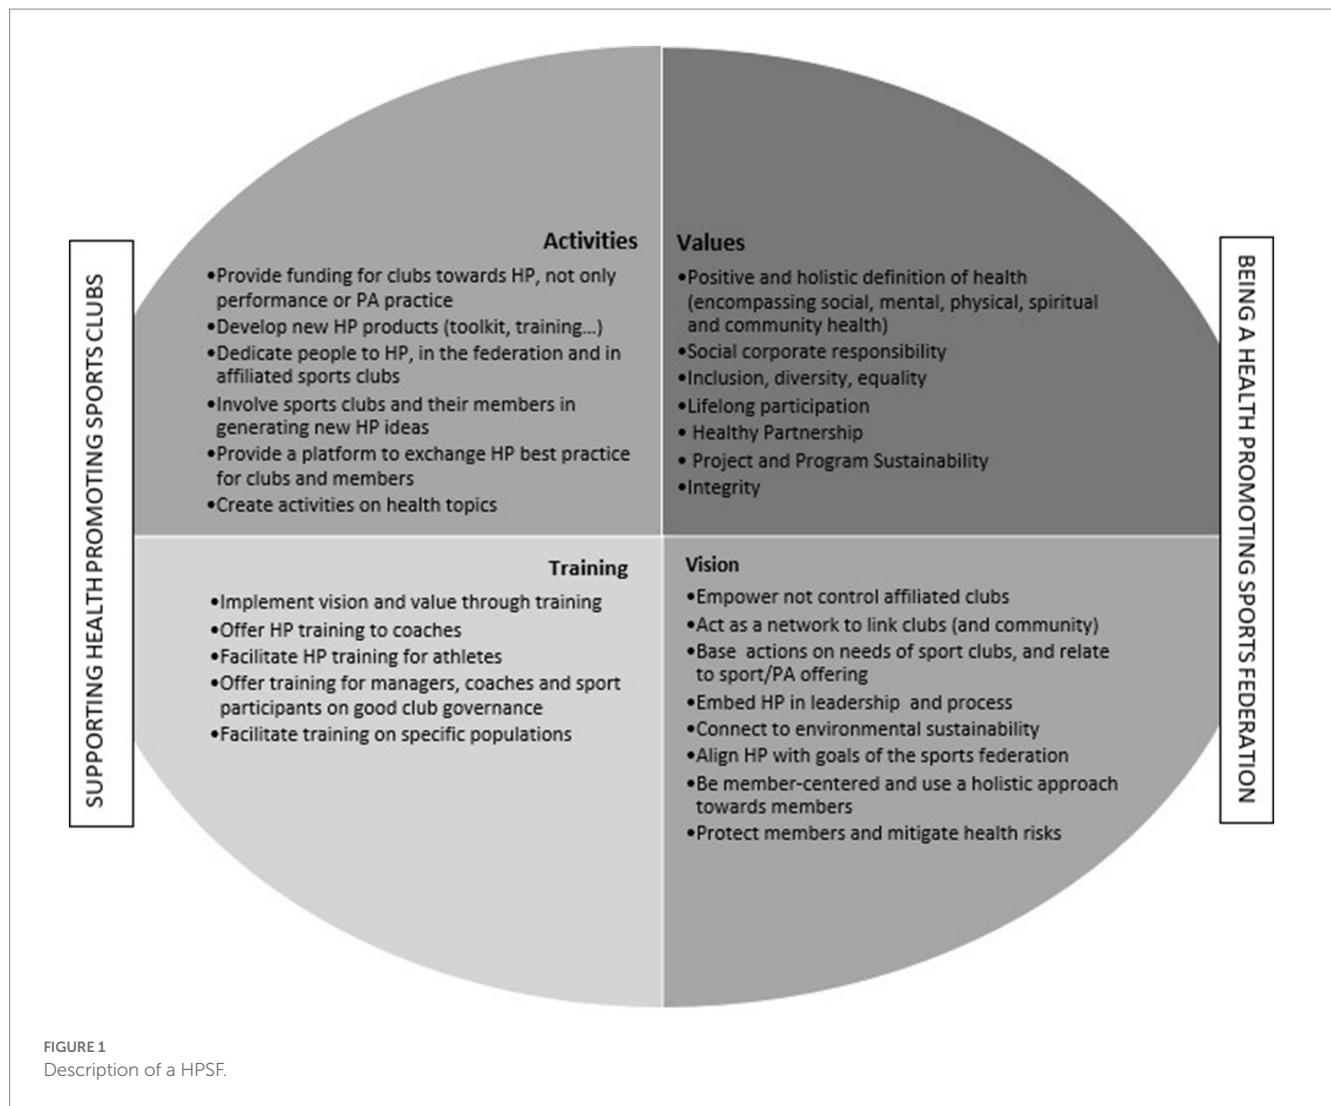 SUPPORTING HEALTH PROMOTING SPORTS CLUBS
Activities
•Provide funding for clubs towards HP, not only
performance or PA practice
•Develop new HP products (toolkit, training...)
•Dedicate people to HP, in the federation and in
affiliated sports clubs
•Involve sports clubs and their members in
generating new HP ideas
•Provide a platform to exchange HP best practice
for clubs and members
•Create activities on health topics
Values
•Positive and holistic definition of health
(encompassing social, mental, physical, spiritual
and community health)
•Social corporate responsibility
•Inclusion, diversity, equality
•Lifelong participation
• Healthy Partnership
• Project and Program Sustainability
•Integrity
Training
•Implement vision and value through training
•Offer HP training to coaches
•Facilitate HP training for athletes
•Offer training for managers, coaches and sport
participants on good club governance
•Facilitate training on specific populations
Vision
•Empower not control affiliated clubs
•Act as a network to link clubs (and community)
•Base actions on needs of sport clubs, and relate
to sport/PA offering
•Embed HP in leadership and process
•Connect to environmental sustainability
•Align HP with goals of the sports federation
•Be member-centered and use a holistic approach
towards members
•Protect members and mitigate health risks
BEING A HEALTH PROMOTING SPORTS FEDERATION
FIGURE 1
Description of a HPSF.